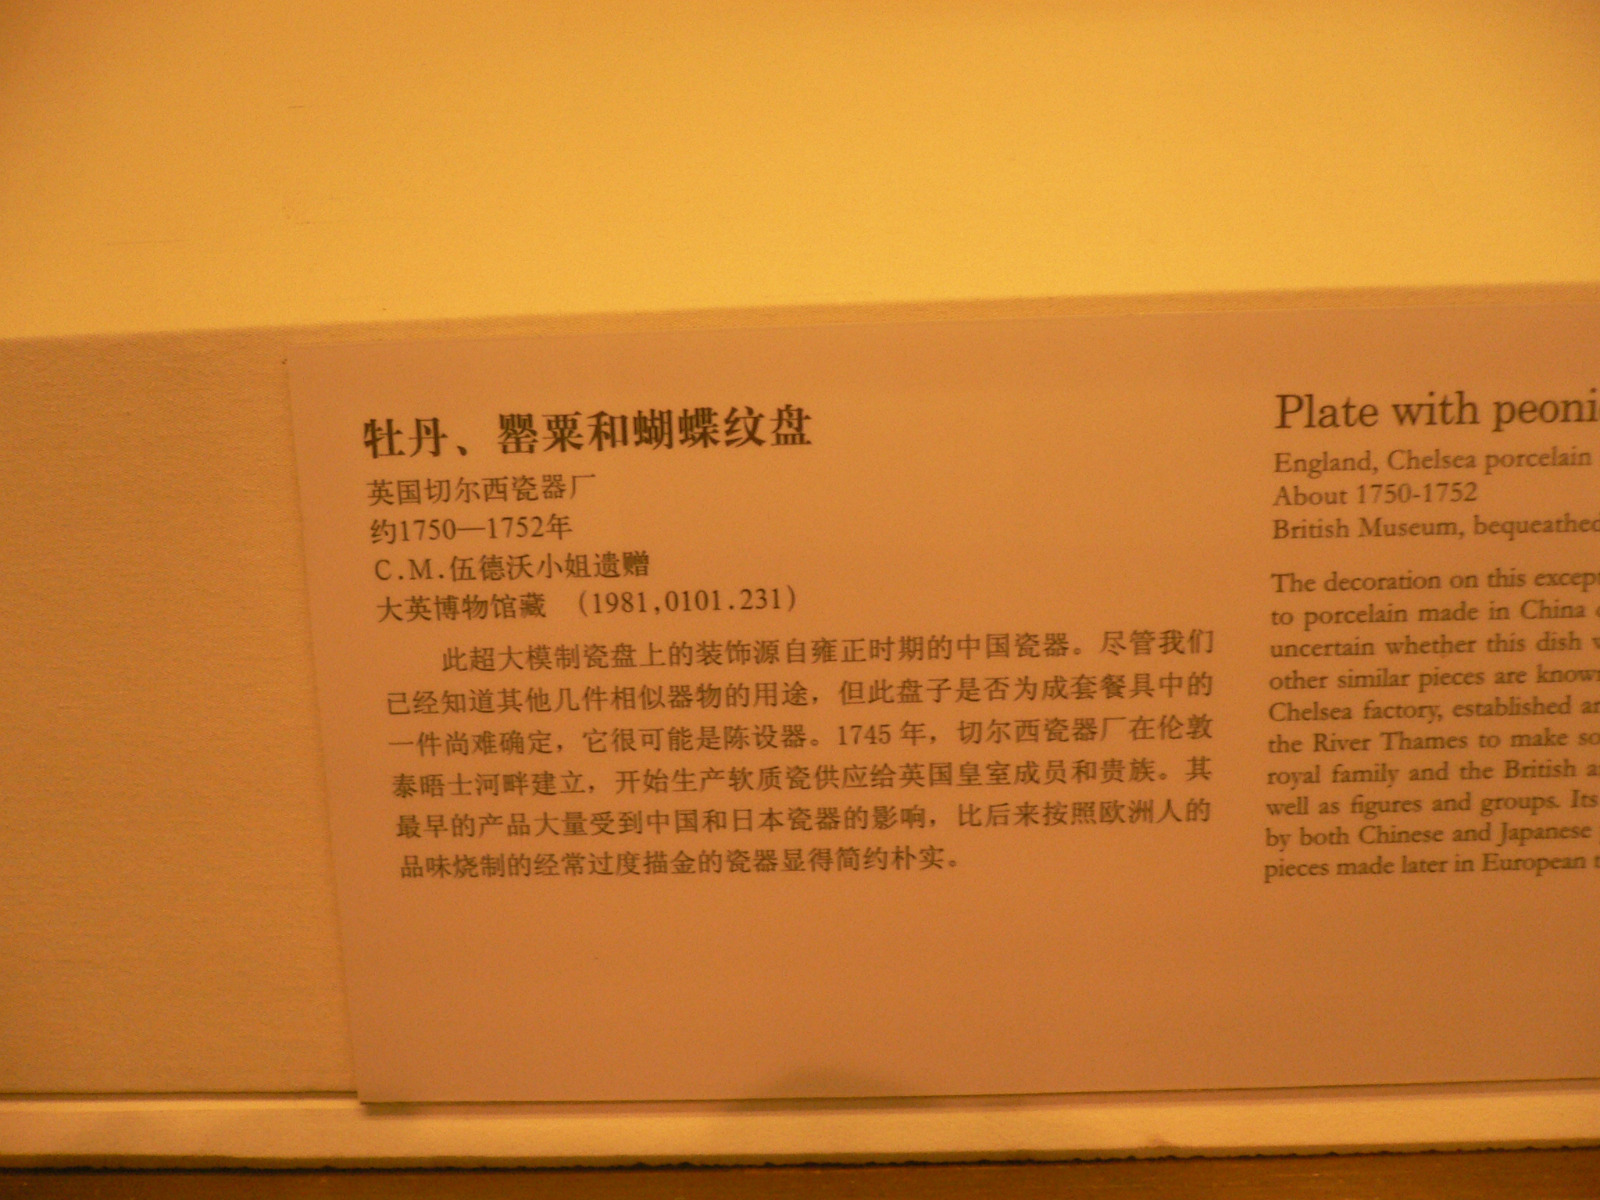 牡丹、罂粟和蝴蝶纹盘
英国切尔西瓷器厂
约1750—1752年
C.M.伍德沃小姐遗赠
大英博物馆藏 （1981,0101.231）
此超大模制瓷盘上的装饰源自雍正时期的中国瓷器。尽管我们
已经知道其他几件相似器物的用途，但此盘子是否为成套餐具中的
一件尚难确定，它很可能是陈设器。1745 年，切尔西瓷器厂在伦敦
泰晤士河畔建立，开始生产软质瓷供应给英国皇室成员和贵族。其
最早的产品大量受到中国和日本瓷器的影响，比后来按照欧洲人的
品味烧制的经常过度描金的瓷器显得简约朴实。
Plate with
England, Chelsea porcelain
About 1750-1752
British Museum, bequeathed
The decoration on this
to porcelain made in China
uncertain whether this dish
other similar pieces are
Chelsea factory, established
the River Thames to make
royal family and the British
well as figures and groups. Its
by both Chinese and Japanese
pieces made later in European